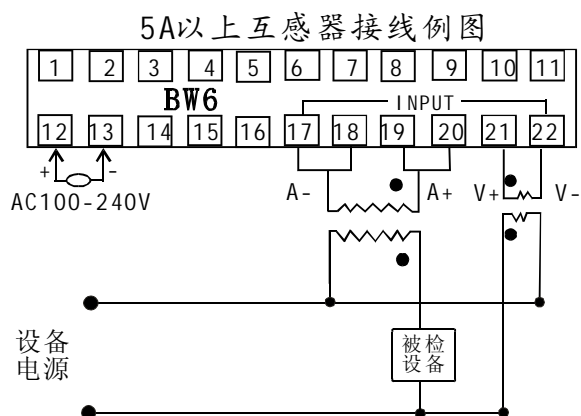 5A以上互感器接线例图
1 2 3 4 5 6 7 8 9 10 11
BW6 INPUT
12 13 14 15 16 17 18 19 20 21 22
+ - A- A+ V+ V-
AC100-240V
设备
电源
被检
设备